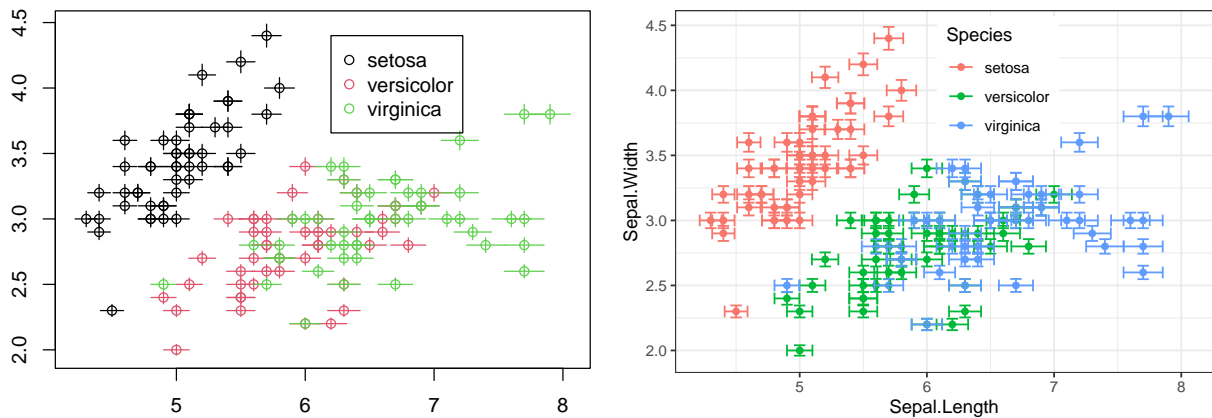 4.5
4.0
3.5
3.0
2.5
2.0
5 6 7 8
setosa
versicolor
virginica
Sepal.Width
4.5
4.0
3.5
3.0
2.5
2.0
5 6 7 8
Sepal.Length
Species
setosa
versicolor
virginica